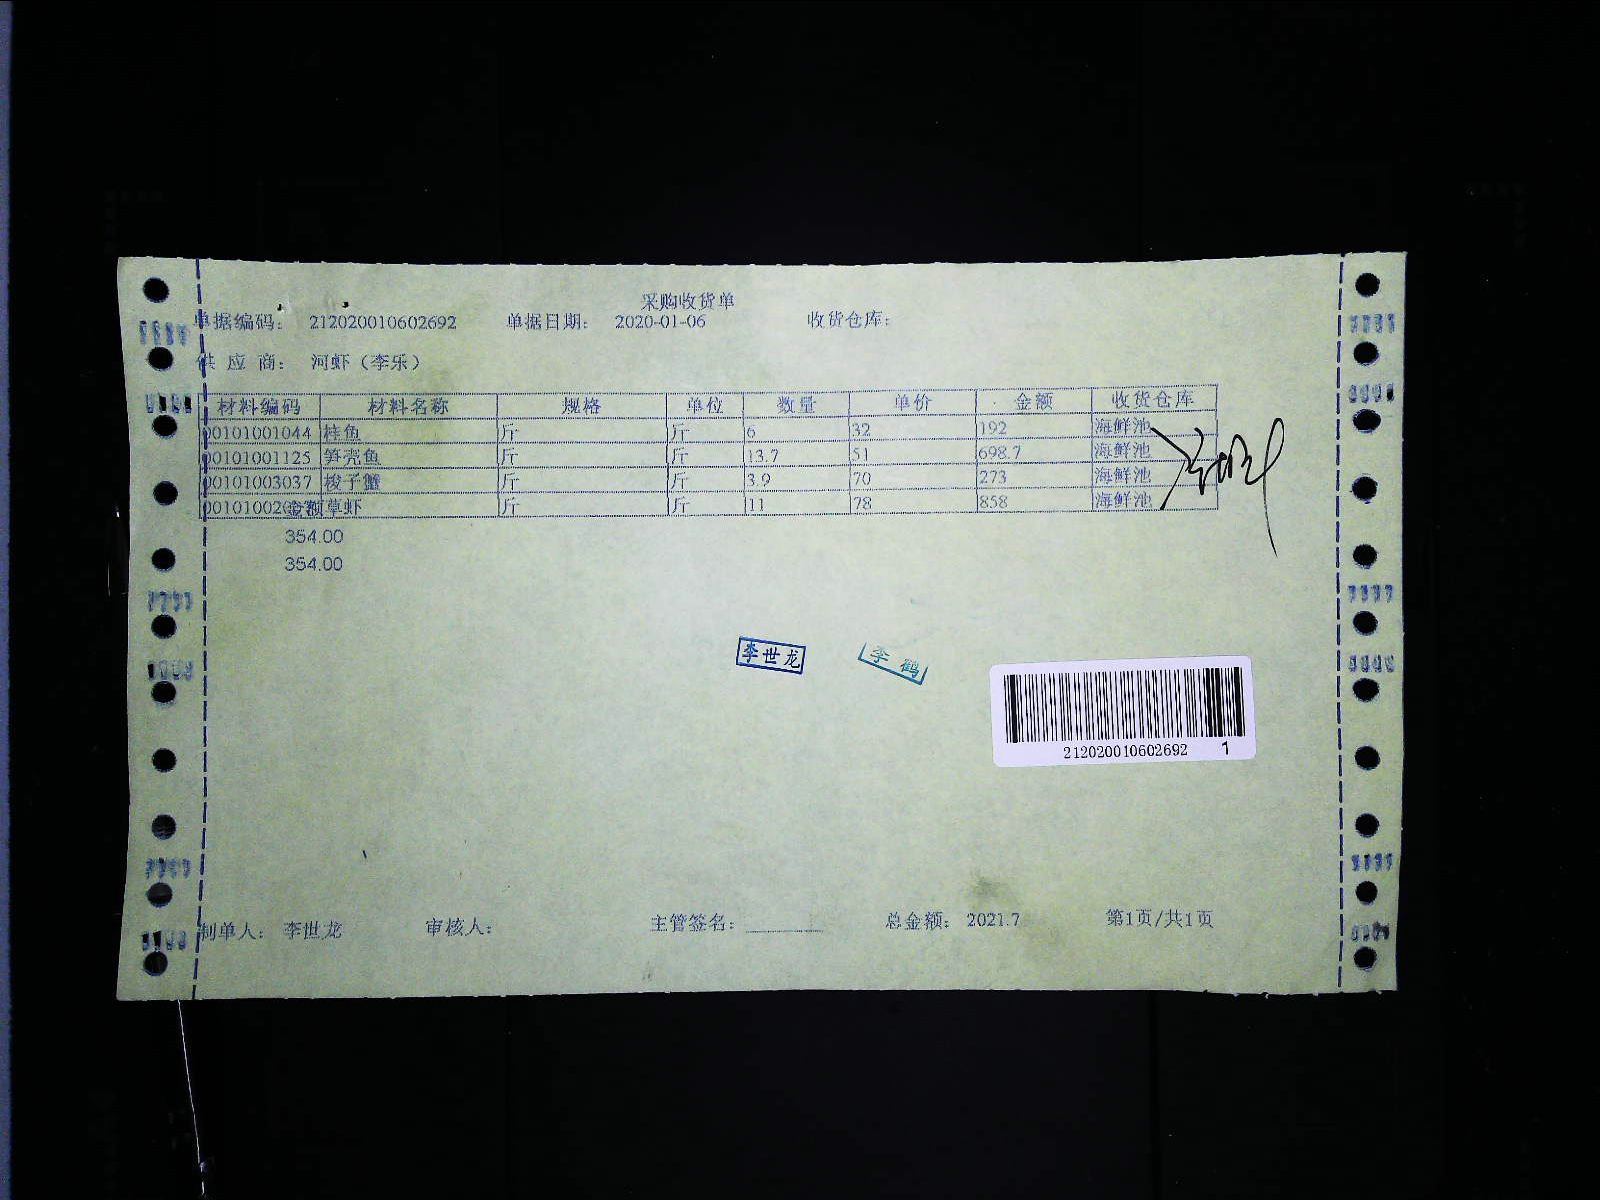 采购收货单
单据编码： 212020010602692 单据日期： 2020-01-06 收货仓库：
供 应 商： 河虾（李乐）
材料编码 材料名称 规格 单位 数量 单价 金额 收货仓库
00101001044 桂鱼 斤 斤 6 32 192 海鲜池
00101001125 笋壳鱼 斤 斤 13.7 51 698.7 海鲜池
00101003037 梭子蟹 斤 斤 3.9 70 273 海鲜池
金额 草虾 斤 斤 11 78 858 海鲜池
354.00
354.00
李世龙 李鹤
212020010602692 1
制单人： 李世龙 审核人： 主管签名： 总金额： 2021.7 第1页/共1页